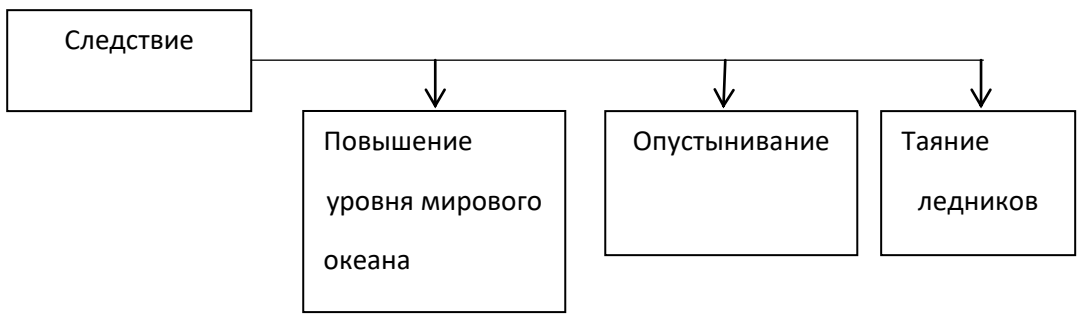 Следствие
Повышение
уровня мирового
океана
Опустынивание
Таяние
ледников